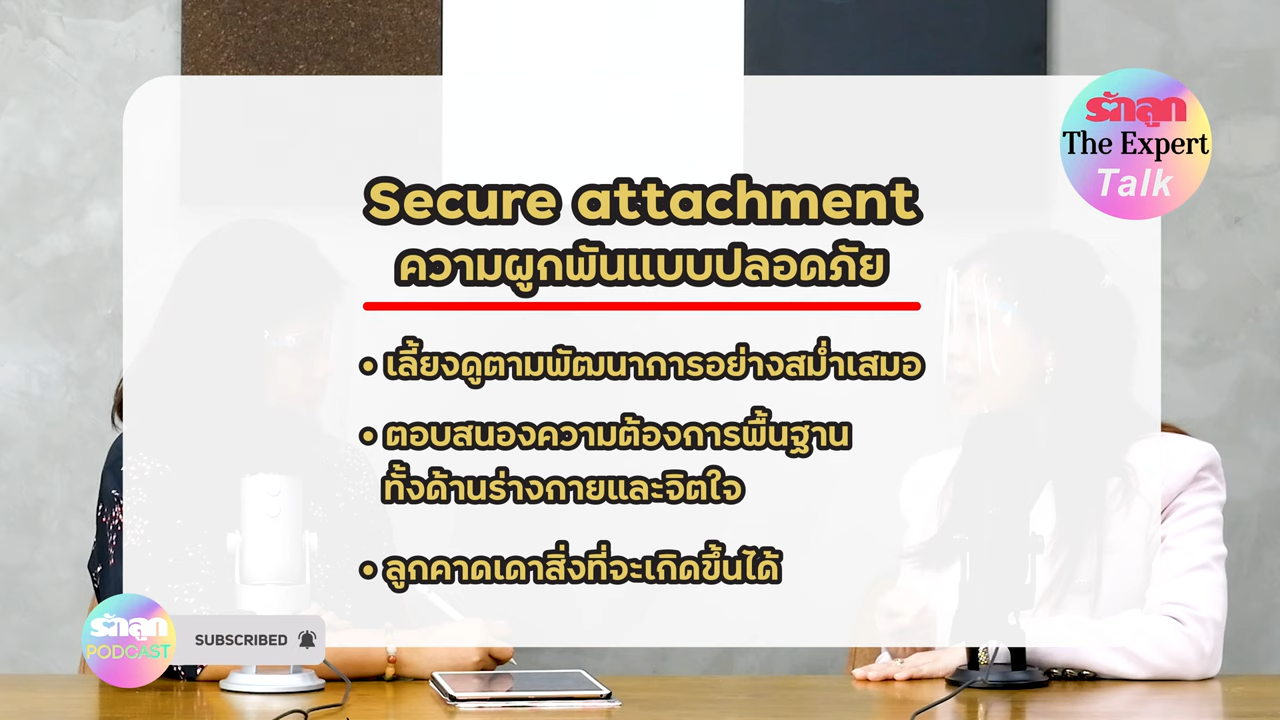 รักลูก
The Expert
Talk
Secure attachment
ความผูกพันแบบปลอดภัย
• เลี้ยงดูตามพัฒนาการอย่างสม่ำเสมอ
• ตอบสนองความต้องการพื้นฐาน
ทั้งด้านร่างกายและจิตใจ
• ลูกคาดเดาสิ่งที่จะเกิดขึ้นได้
รักลูก
PODCAST
SUBSCRIBED